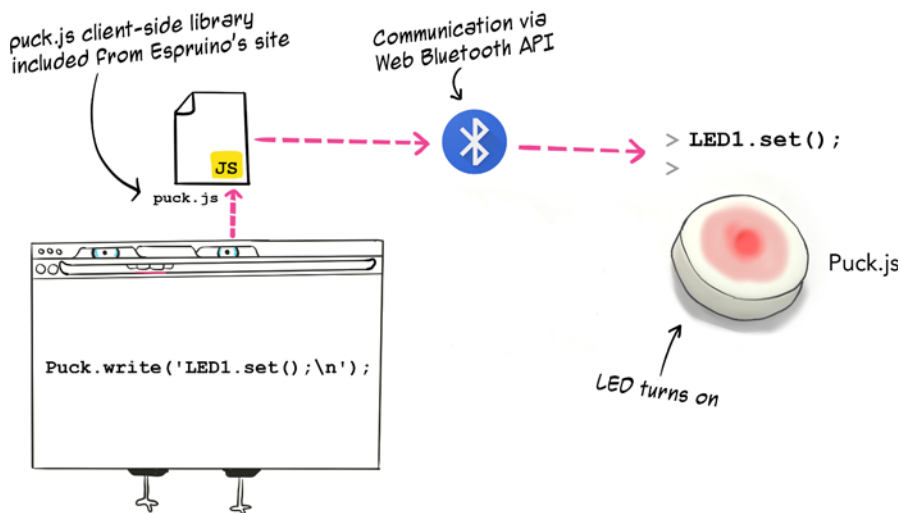 puck.js client-side library
included from Espruino's site
Communication via
Web Bluetooth API
JS
puck.js
> LED1.set();
>
Puck.js
LED turns on
Puck.write('LED1.set();\n');